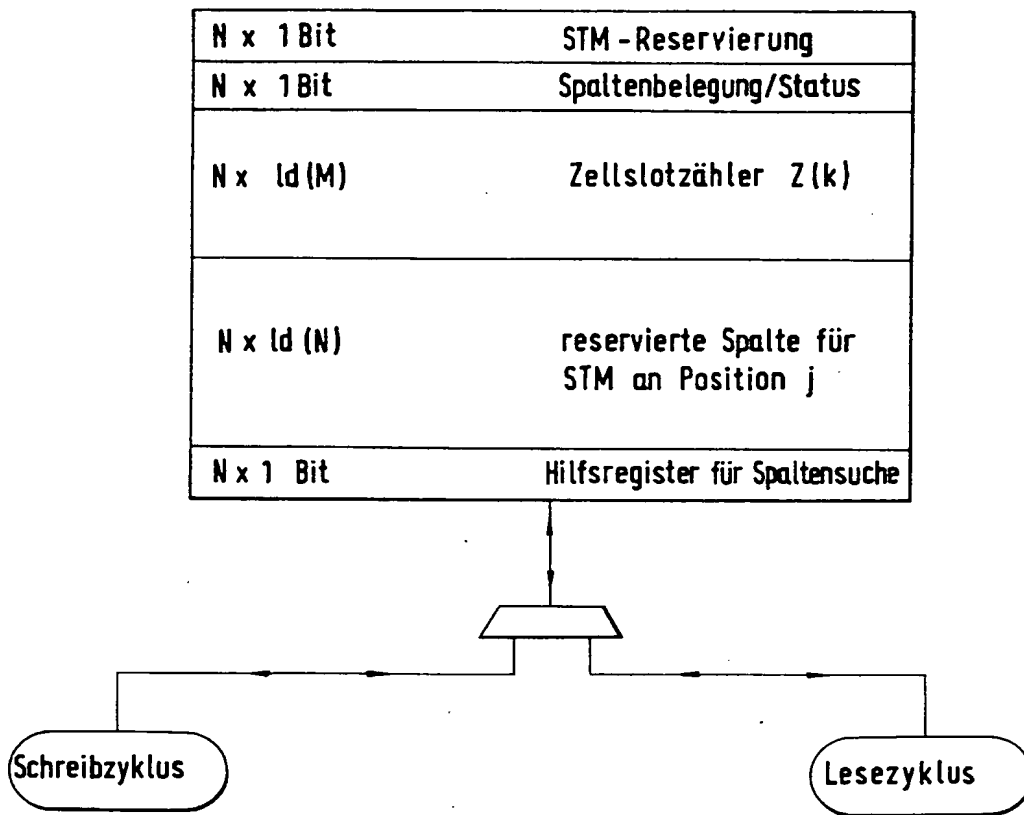 N x 1 Bit STM-Reservierung
N x 1 Bit Spaltenbelegung/Status
N x ld (M) Zellslotzähler Z(k)
N x ld (N) reservierte Spalte für
STM an Position j
N x 1 Bit Hilfsregister für Spaltensuche
Schreibzyklus
Lesezyklus